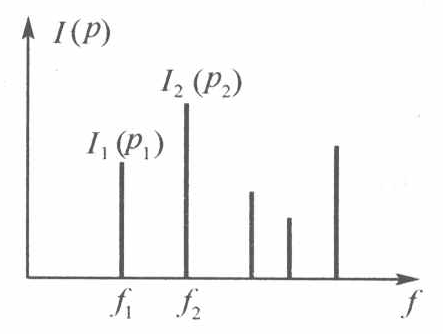 I(p)
I₂(p₂)
I₁(p₁)
f₁ f₂ f